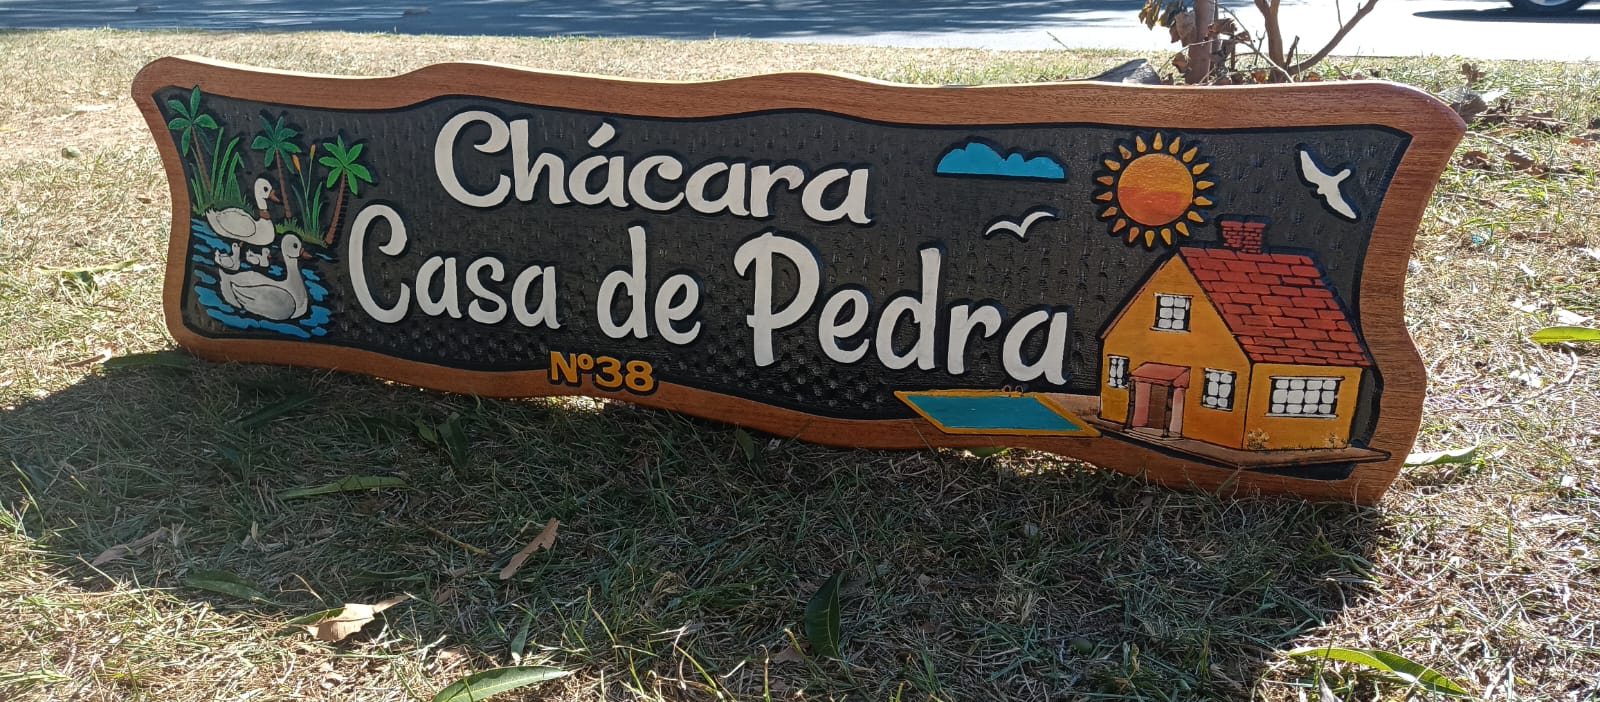 Chácara
Casa de Pedra
Nº38